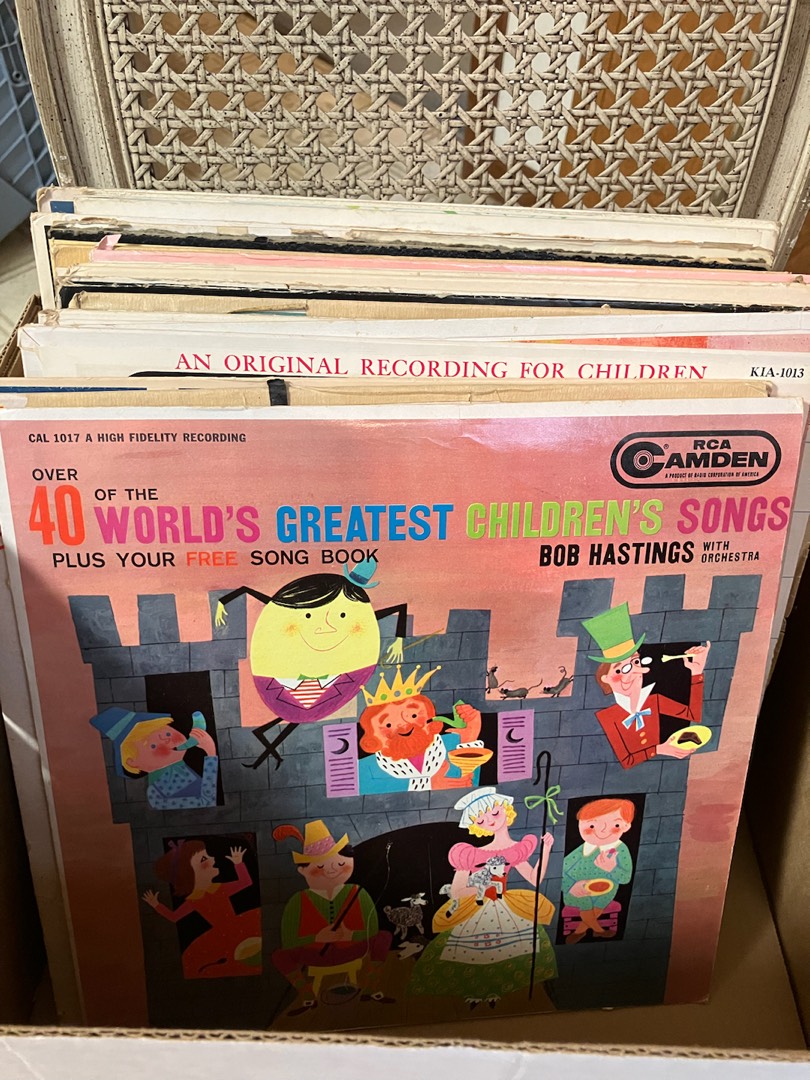 AN ORIGINAL RECORDING FOR CHILDREN
KIA-1013
CAL 1017 A HIGH FIDELITY RECORDING
RCA
CAMDEN
®
A PRODUCT OF RADIO CORPORATION OF AMERICA
OVER
40 OF THE
WORLD'S GREATEST CHILDREN'S SONGS
PLUS YOUR FREE SONG BOOK
BOB HASTINGS WITH ORCHESTRA